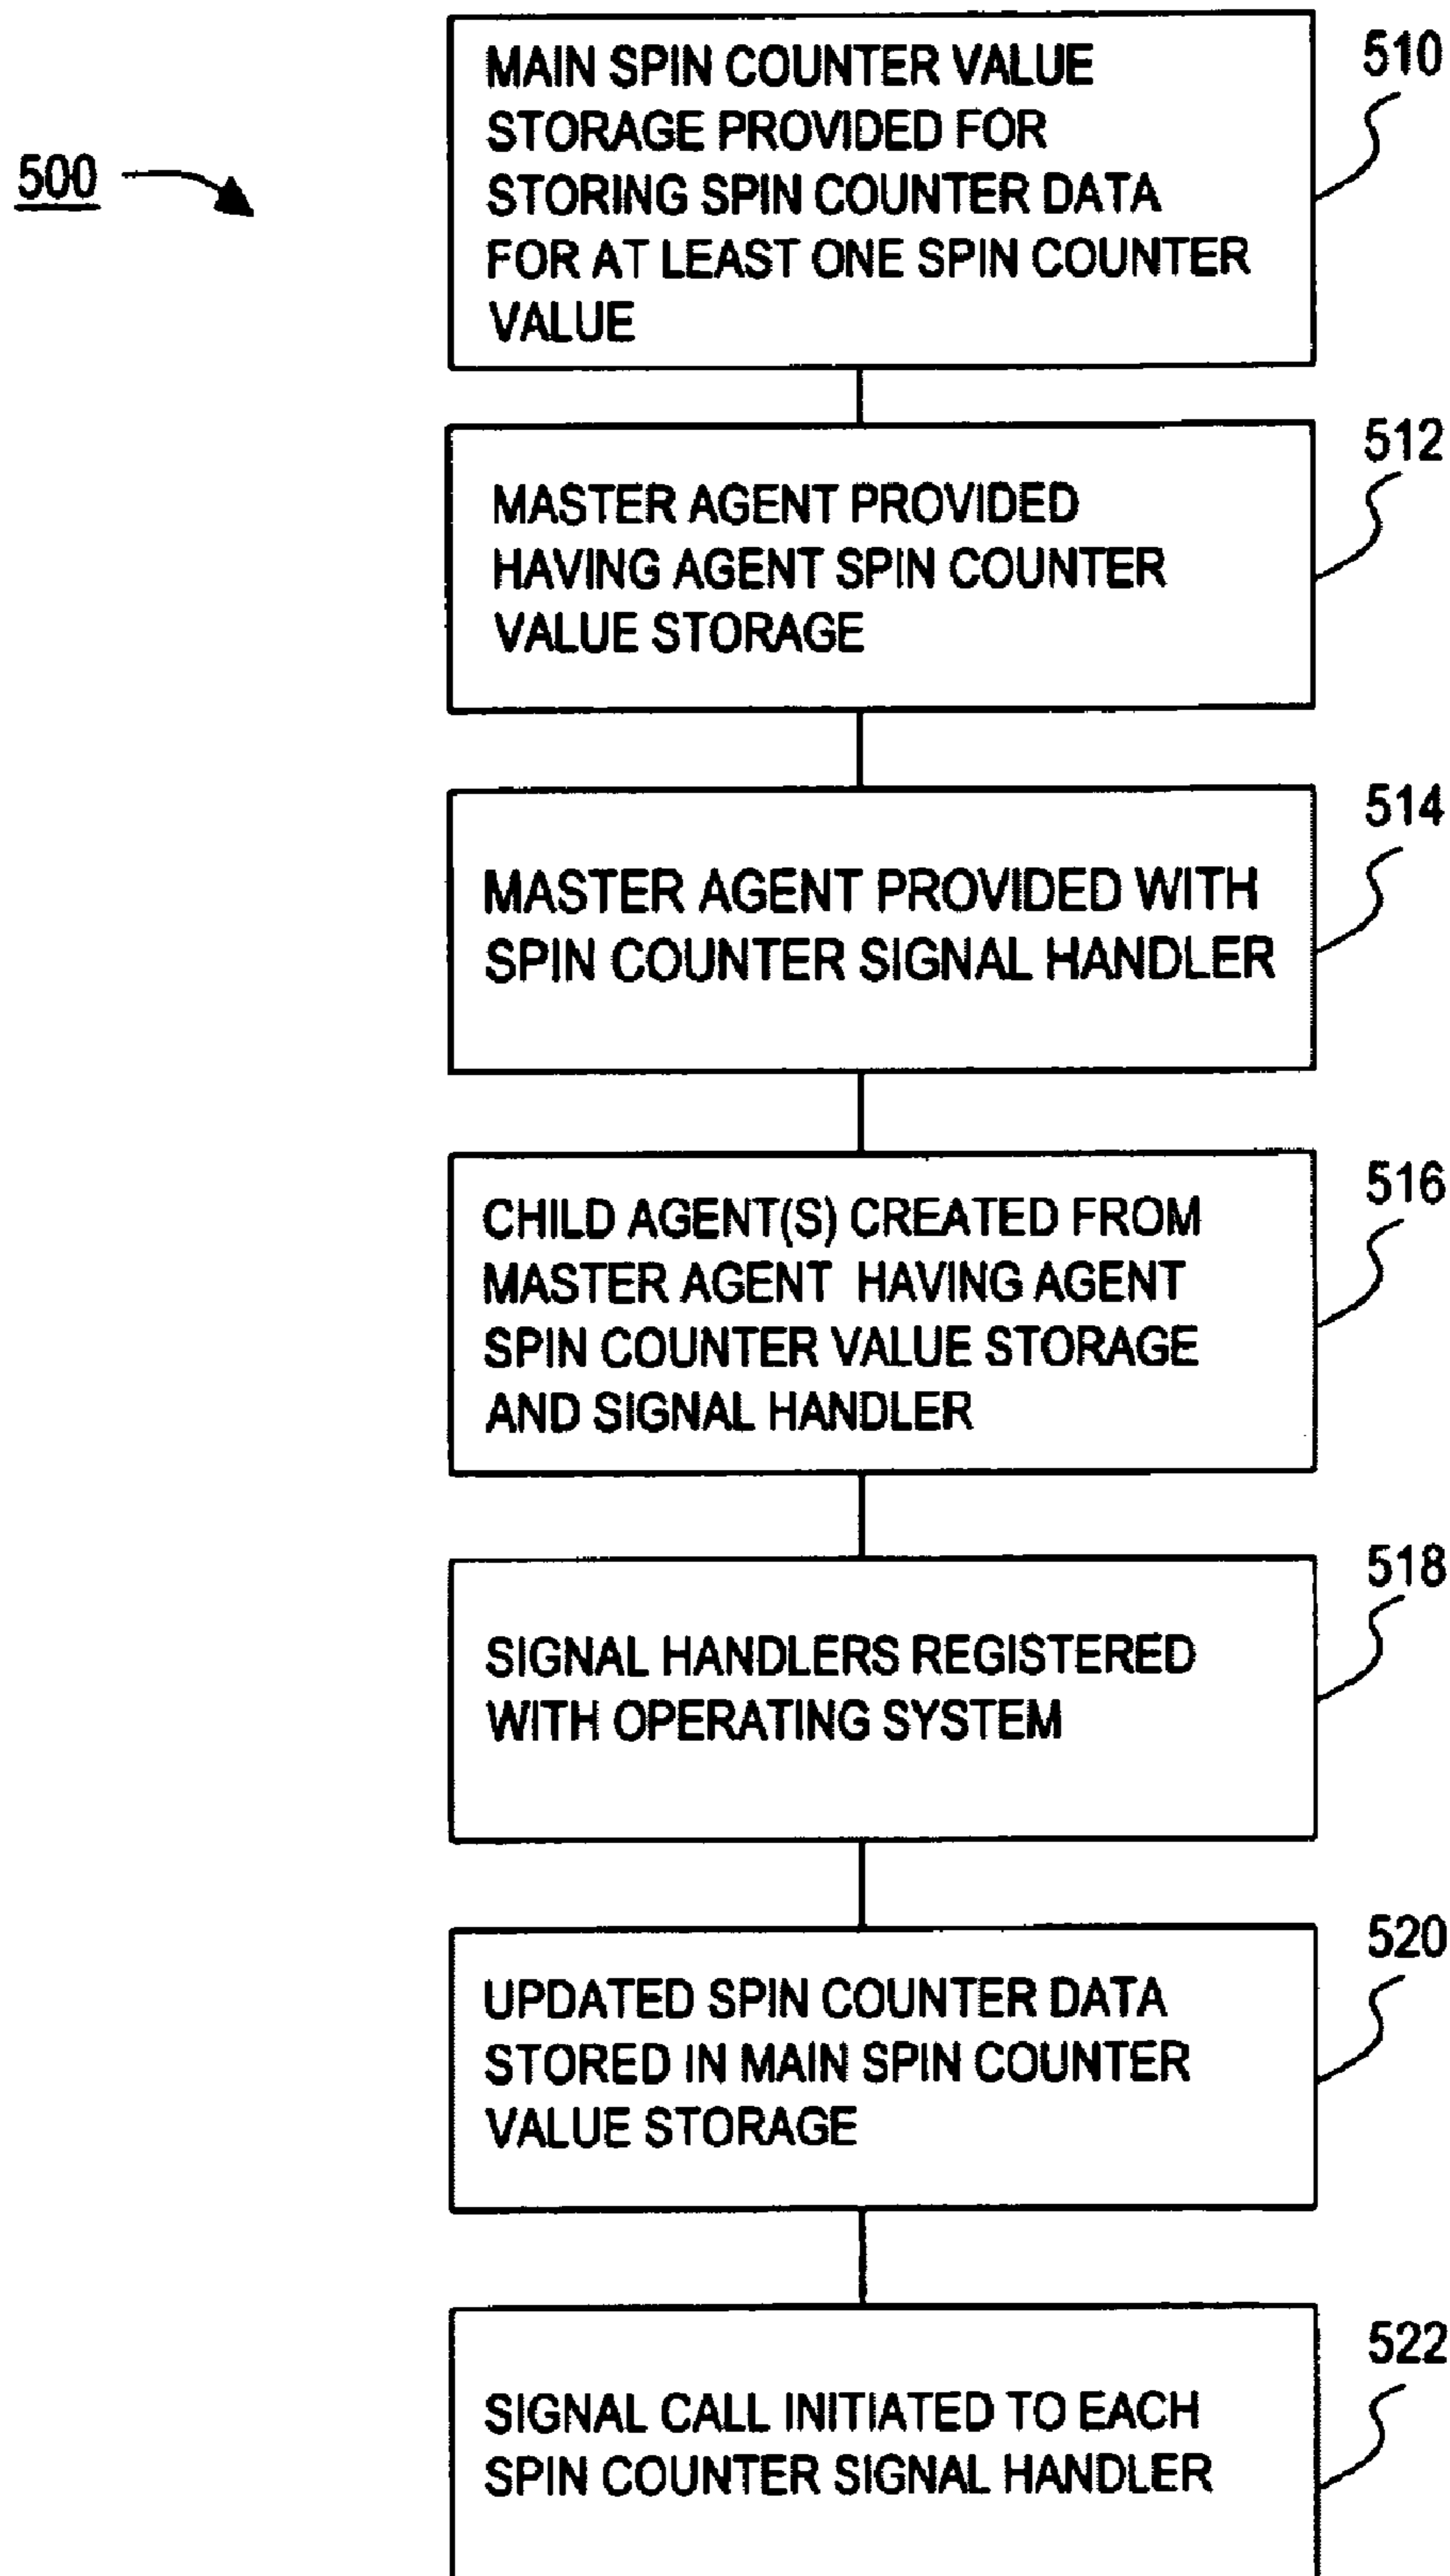 500
MAIN SPIN COUNTER VALUE
STORAGE PROVIDED FOR
STORING SPIN COUNTER DATA
FOR AT LEAST ONE SPIN COUNTER
VALUE
510
MASTER AGENT PROVIDED
HAVING AGENT SPIN COUNTER
VALUE STORAGE
512
MASTER AGENT PROVIDED WITH
SPIN COUNTER SIGNAL HANDLER
514
CHILD AGENT(S) CREATED FROM
MASTER AGENT HAVING AGENT
SPIN COUNTER VALUE STORAGE
AND SIGNAL HANDLER
516
SIGNAL HANDLERS REGISTERED
WITH OPERATING SYSTEM
518
UPDATED SPIN COUNTER DATA
STORED IN MAIN SPIN COUNTER
VALUE STORAGE
520
SIGNAL CALL INITIATED TO EACH
SPIN COUNTER SIGNAL HANDLER
522